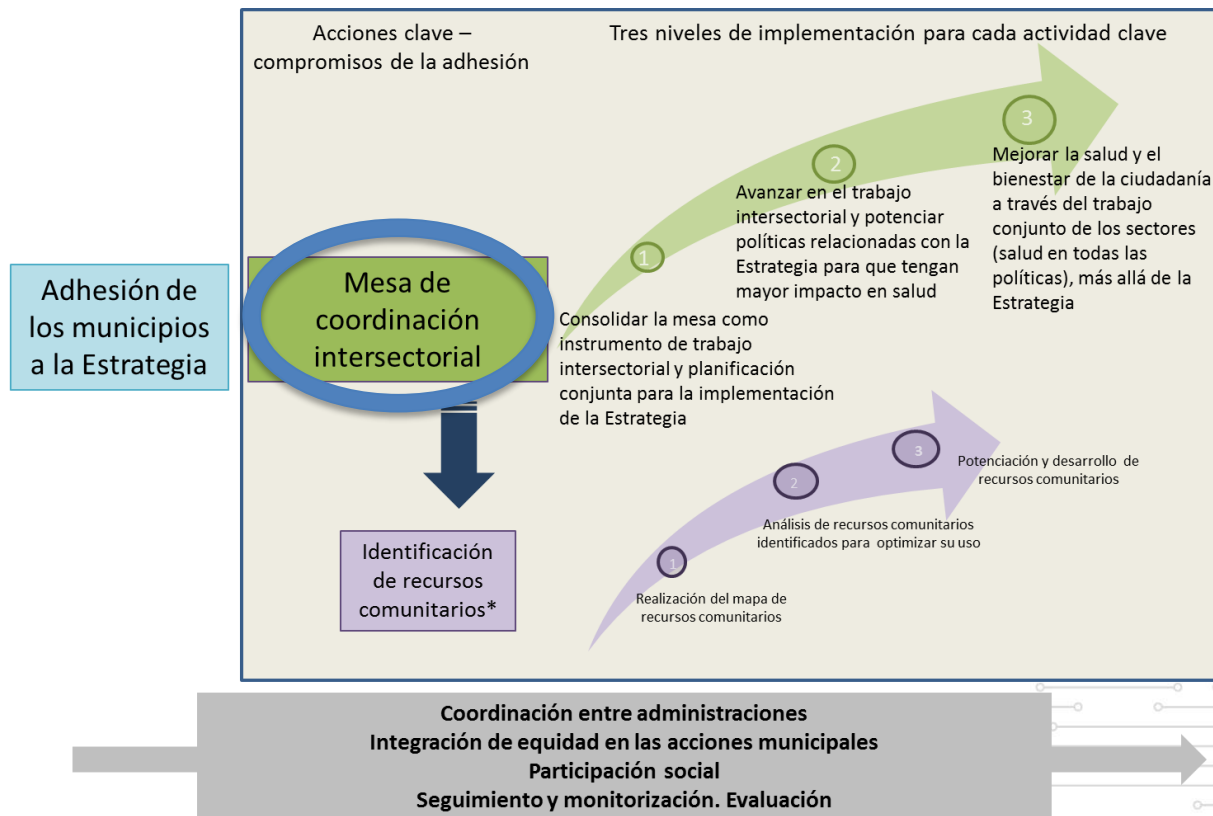 Acciones clave –
compromisos de la adhesión
Tres niveles de implementación para cada actividad clave
Adhesión de
los municipios
a la Estrategia
Mesa de
coordinación
intersectorial
1
Consolidar la mesa como
instrumento de trabajo
intersectorial y planificación
conjunta para la implementación
de la Estrategia
2
Avanzar en el trabajo
intersectorial y potenciar
políticas relacionadas con la
Estrategia para que tengan
mayor impacto en salud
3
Mejorar la salud y el
bienestar de la ciudadanía
a través del trabajo
conjunto de los sectores
(salud en todas las
políticas), más allá de la
Estrategia
Identificación
de recursos
comunitarios*
1
Realización del mapa de
recursos comunitarios
2
Análisis de recursos comunitarios
identificados para optimizar su uso
3
Potenciación y desarrollo de
recursos comunitarios
Coordinación entre administraciones
Integración de equidad en las acciones municipales
Participación social
Seguimiento y monitorización. Evaluación